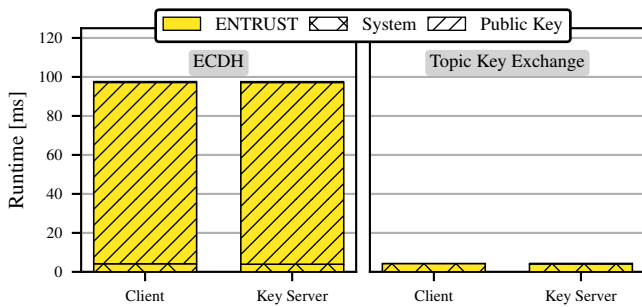 ENTRUST System Public Key
ECDH
Topic Key Exchange
Runtime [ms]
120
100
80
60
40
20
0
Client
Key Server
Client
Key Server